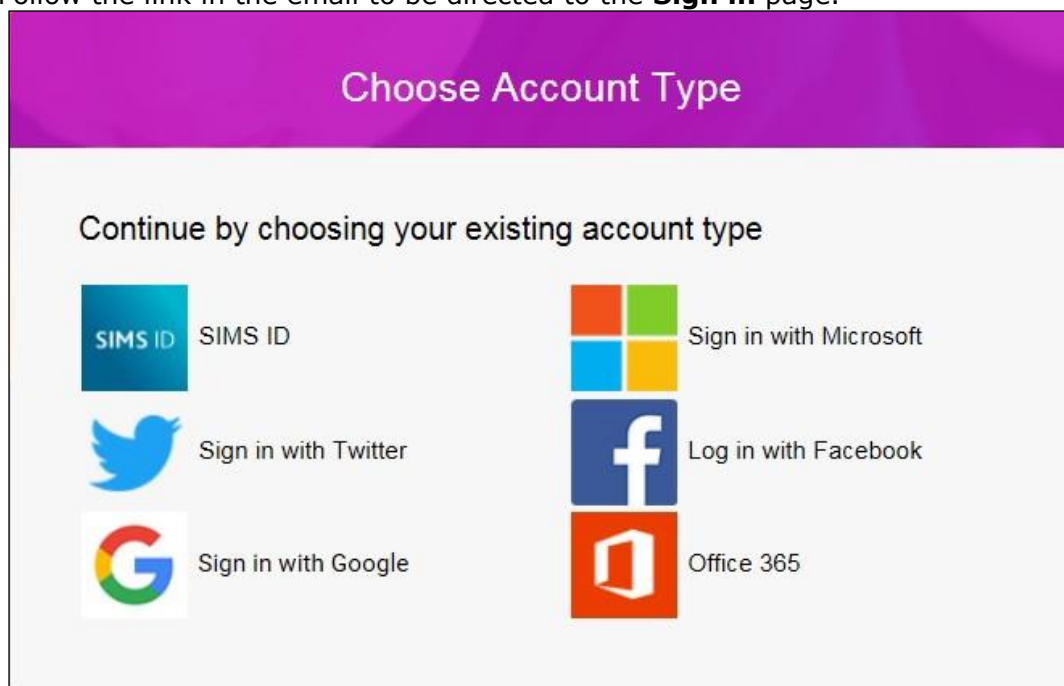 Follow the link in the email to be directed to the Sign in page.
Choose Account Type
Continue by choosing your existing account type
SIMS ID SIMS ID
Sign in with Microsoft
Sign in with Twitter
Log in with Facebook
Sign in with Google
Office 365